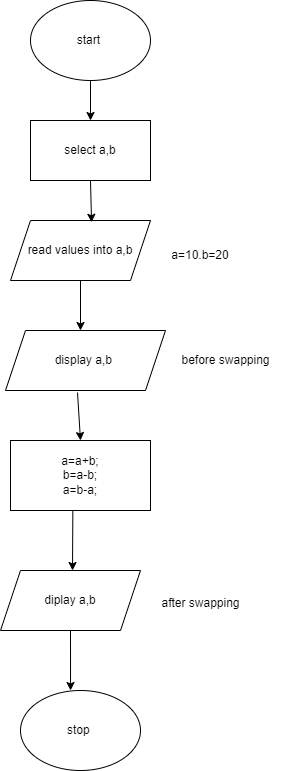 start
select a,b
read values into a,b
a=10.b=20
display a,b
before swapping
a=a+b;
b=a-b;
a=b-a;
diplay a,b
after swapping
stop